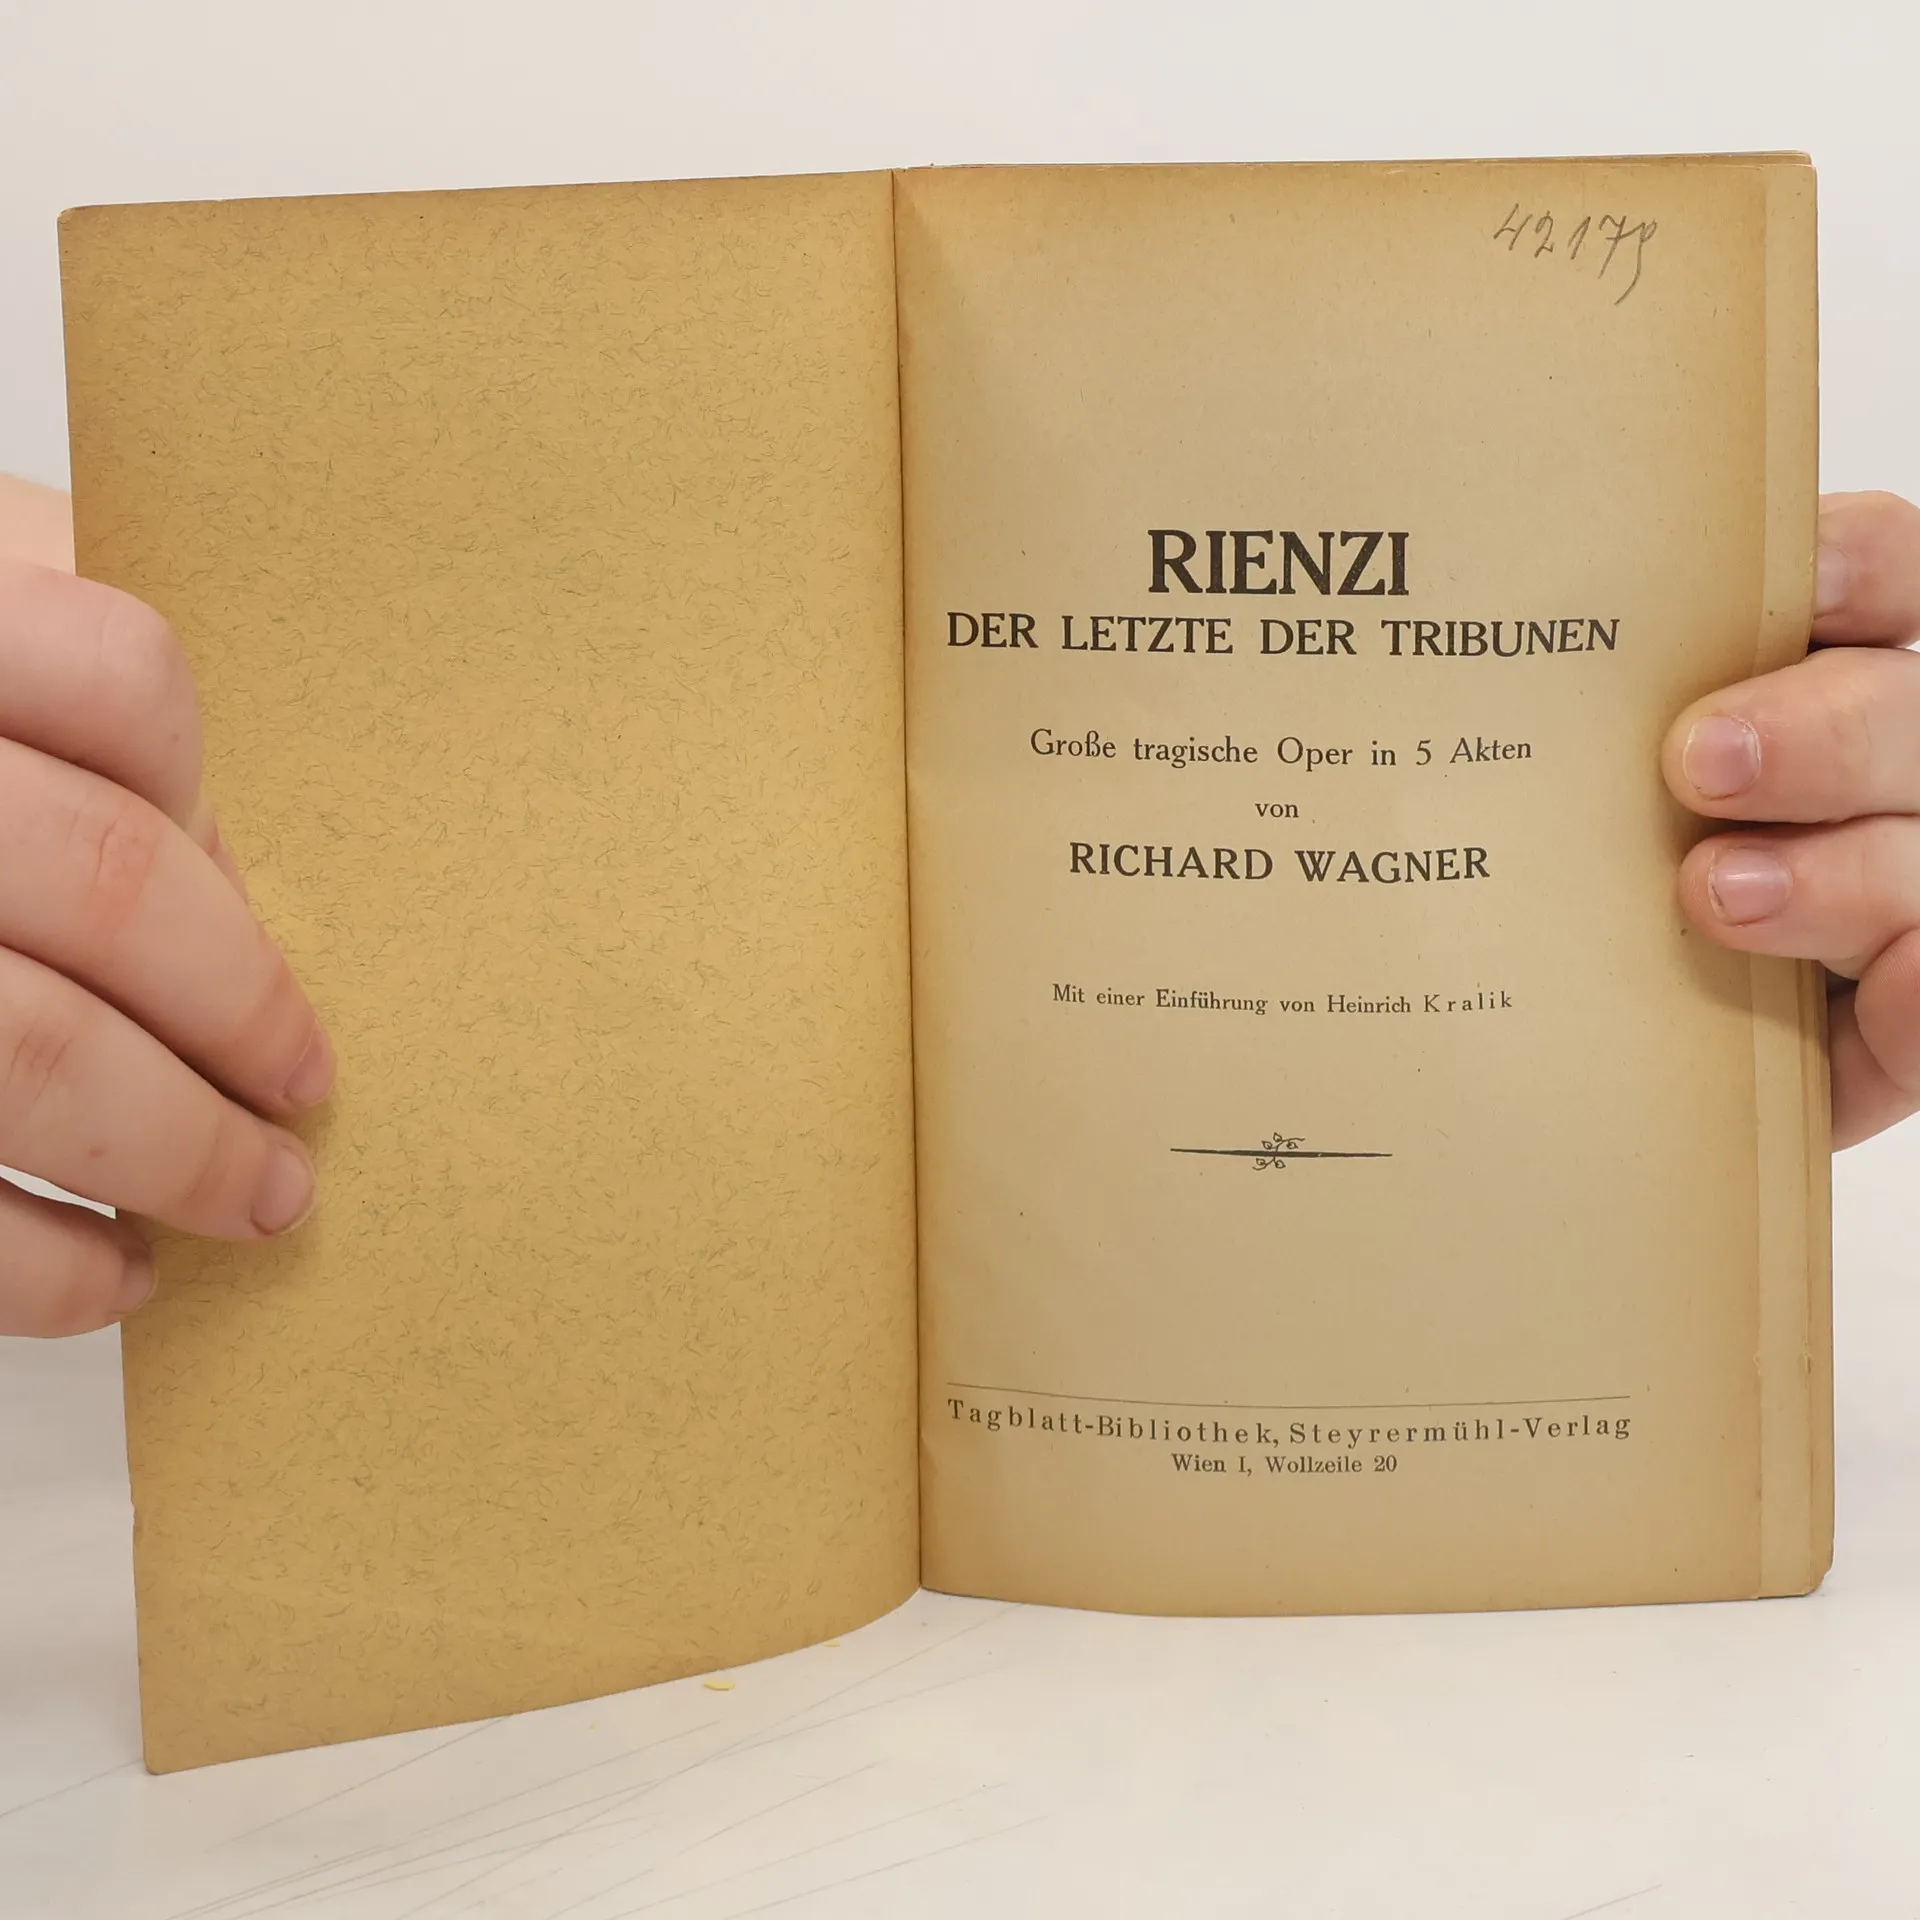 42179
RIENZI
DER LETZTE DER TRIBUNEN
Große tragische Oper in 5 Akten
von
RICHARD WAGNER
Mit einer Einführung von Heinrich Kralik
Tagblatt-Bibliothek, Steyrermühl-Verlag
Wien I, Wollzeile 20